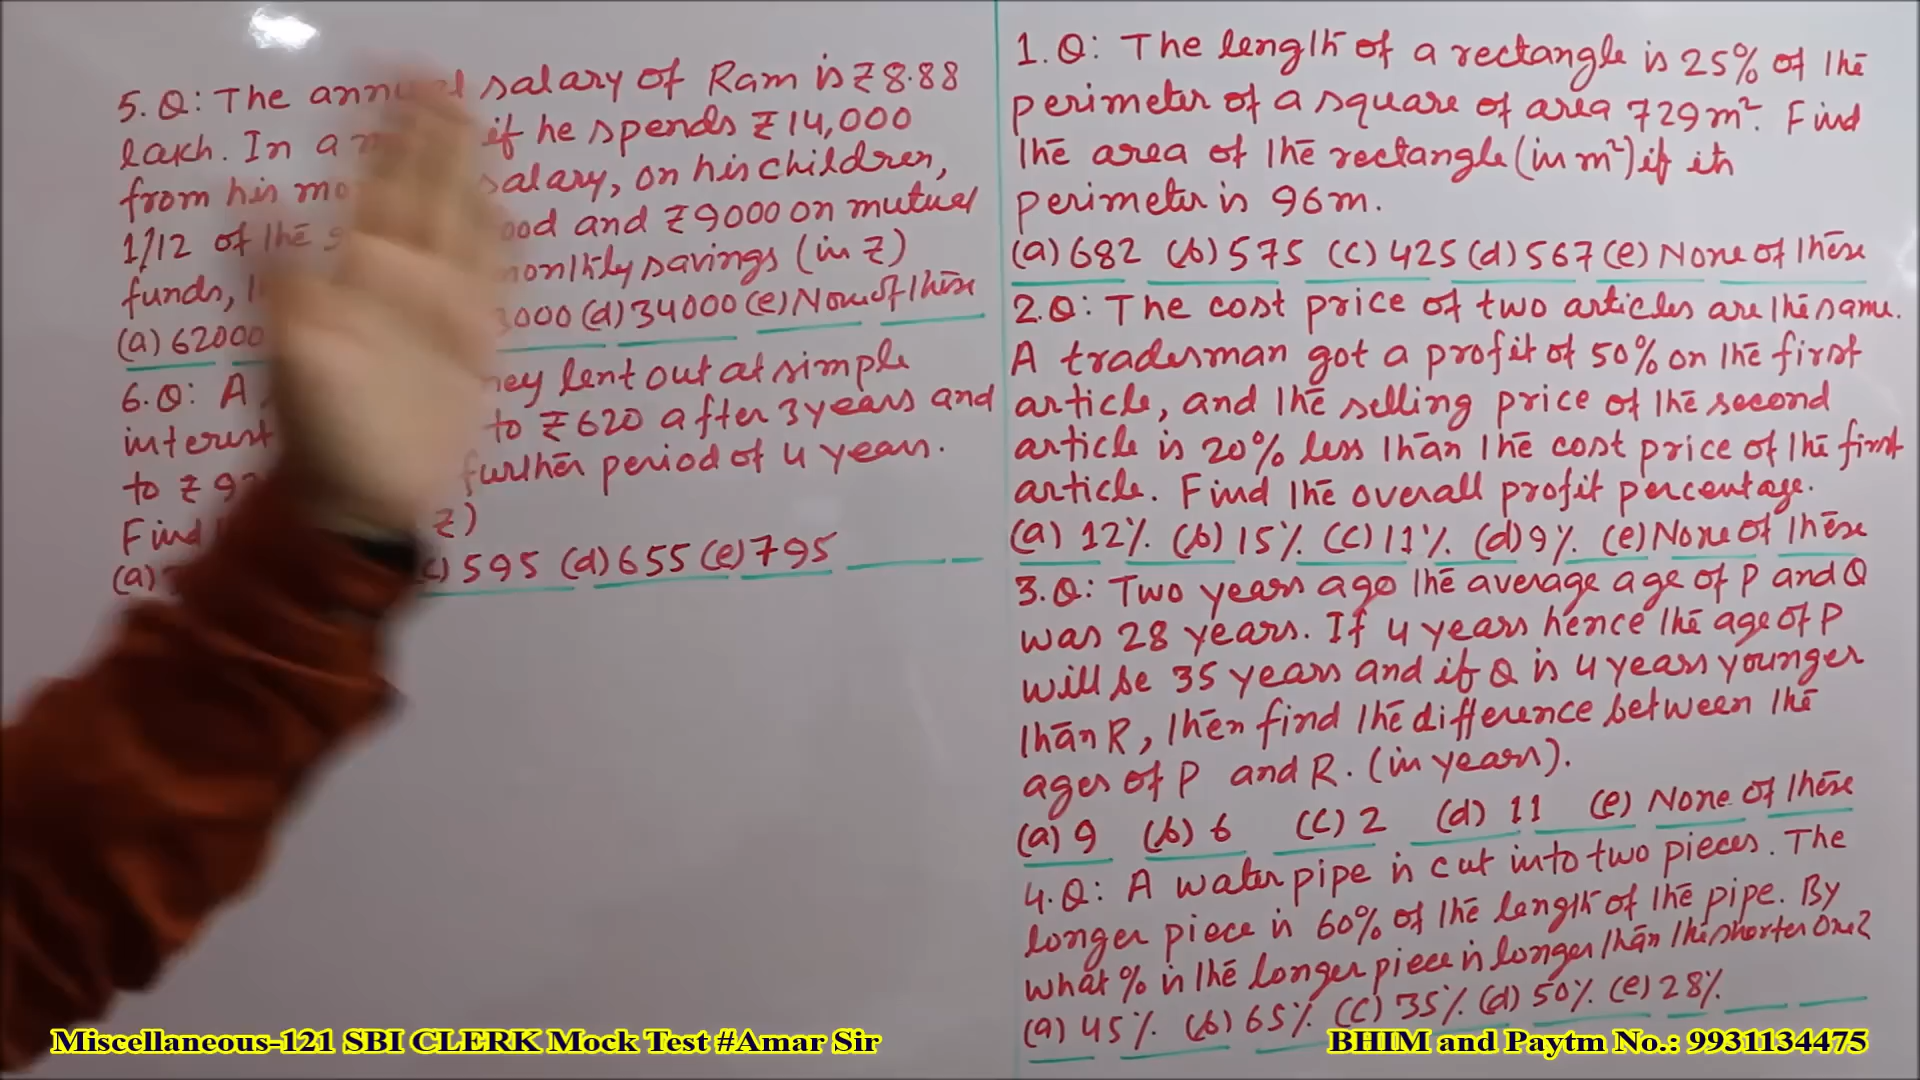 5.Q: The annual salary of Ram is ₹8.88
lakh. In a if he spends ₹14,000
from his salary, on his children,
1/12 of the and ₹9000 on mutual
funds, monthly savings (in ₹)
(a) 62000 (d) 34000 (e) None of these
6.Q: A lent out at simple
interest to ₹620 after 3 years and
to ₹ further period of 4 years.
Find ₹)
(a) (c) 595 (d) 655 (e) 795
1.Q: The length of a rectangle is 25% of the
perimeter of a square of area 729m². Find
the area of the rectangle (in m²) if its
perimeter is 96m.
(a) 682 (b) 575 (c) 425 (d) 567 (e) None of these
2.Q: The cost price of two articles are the same.
A tradesman got a profit of 50% on the first
article, and the selling price of the second
article is 20% less than the cost price of the first
article. Find the overall profit percentage.
(a) 12% (b) 15% (c) 11% (d) 9% (e) None of these
3.Q: Two years ago the average age of P and Q
was 28 years. If 4 years hence the age of P
will be 35 years and if Q is 4 years younger
than R, then find the difference between the
ages of P and R. (in years).
(a) 9 (b) 6 (c) 2 (d) 11 (e) None of these
4.Q: A water pipe is cut into two pieces. The
longer piece is 60% of the length of the pipe. By
what % is the longer piece is longer than the shorter one?
(a) 45% (b) 65% (c) 35% (d) 50% (e) 28%
Miscellaneous-121 SBI CLERK Mock Test #Amar Sir
BHIM and Paytm No.: 9931134475